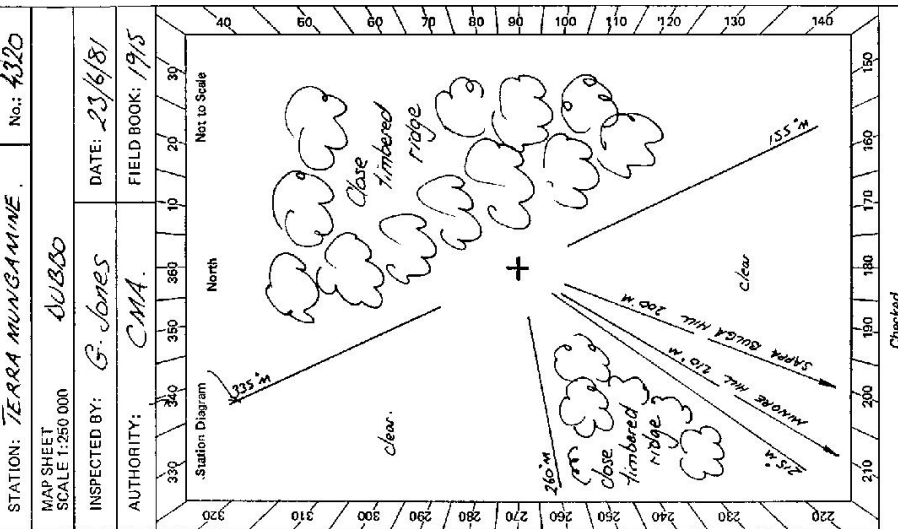 STATION: TERRA MUNGAMINE. No.: 4320
MAP SHEET
SCALE 1:250 000 DUBBO
INSPECTED BY: G. Jones DATE: 23/6/81
AUTHORITY: CMA. FIELD BOOK: 1915
330 340 350 360 10 20 30
Station Diagram North Not to Scale
320 310 300 290 280 270 260 250 240 230 220
40 50 60 70 80 90 100 110 120 130 140
335°M
clear.
Close
timbered
ridge
155°M
260°M
close
timbered
ridge
215°M
MINORE HILL 210°M
SAPPA BULGA HILL 200°M
clear
210 200 190 180 170 160 150
Checked